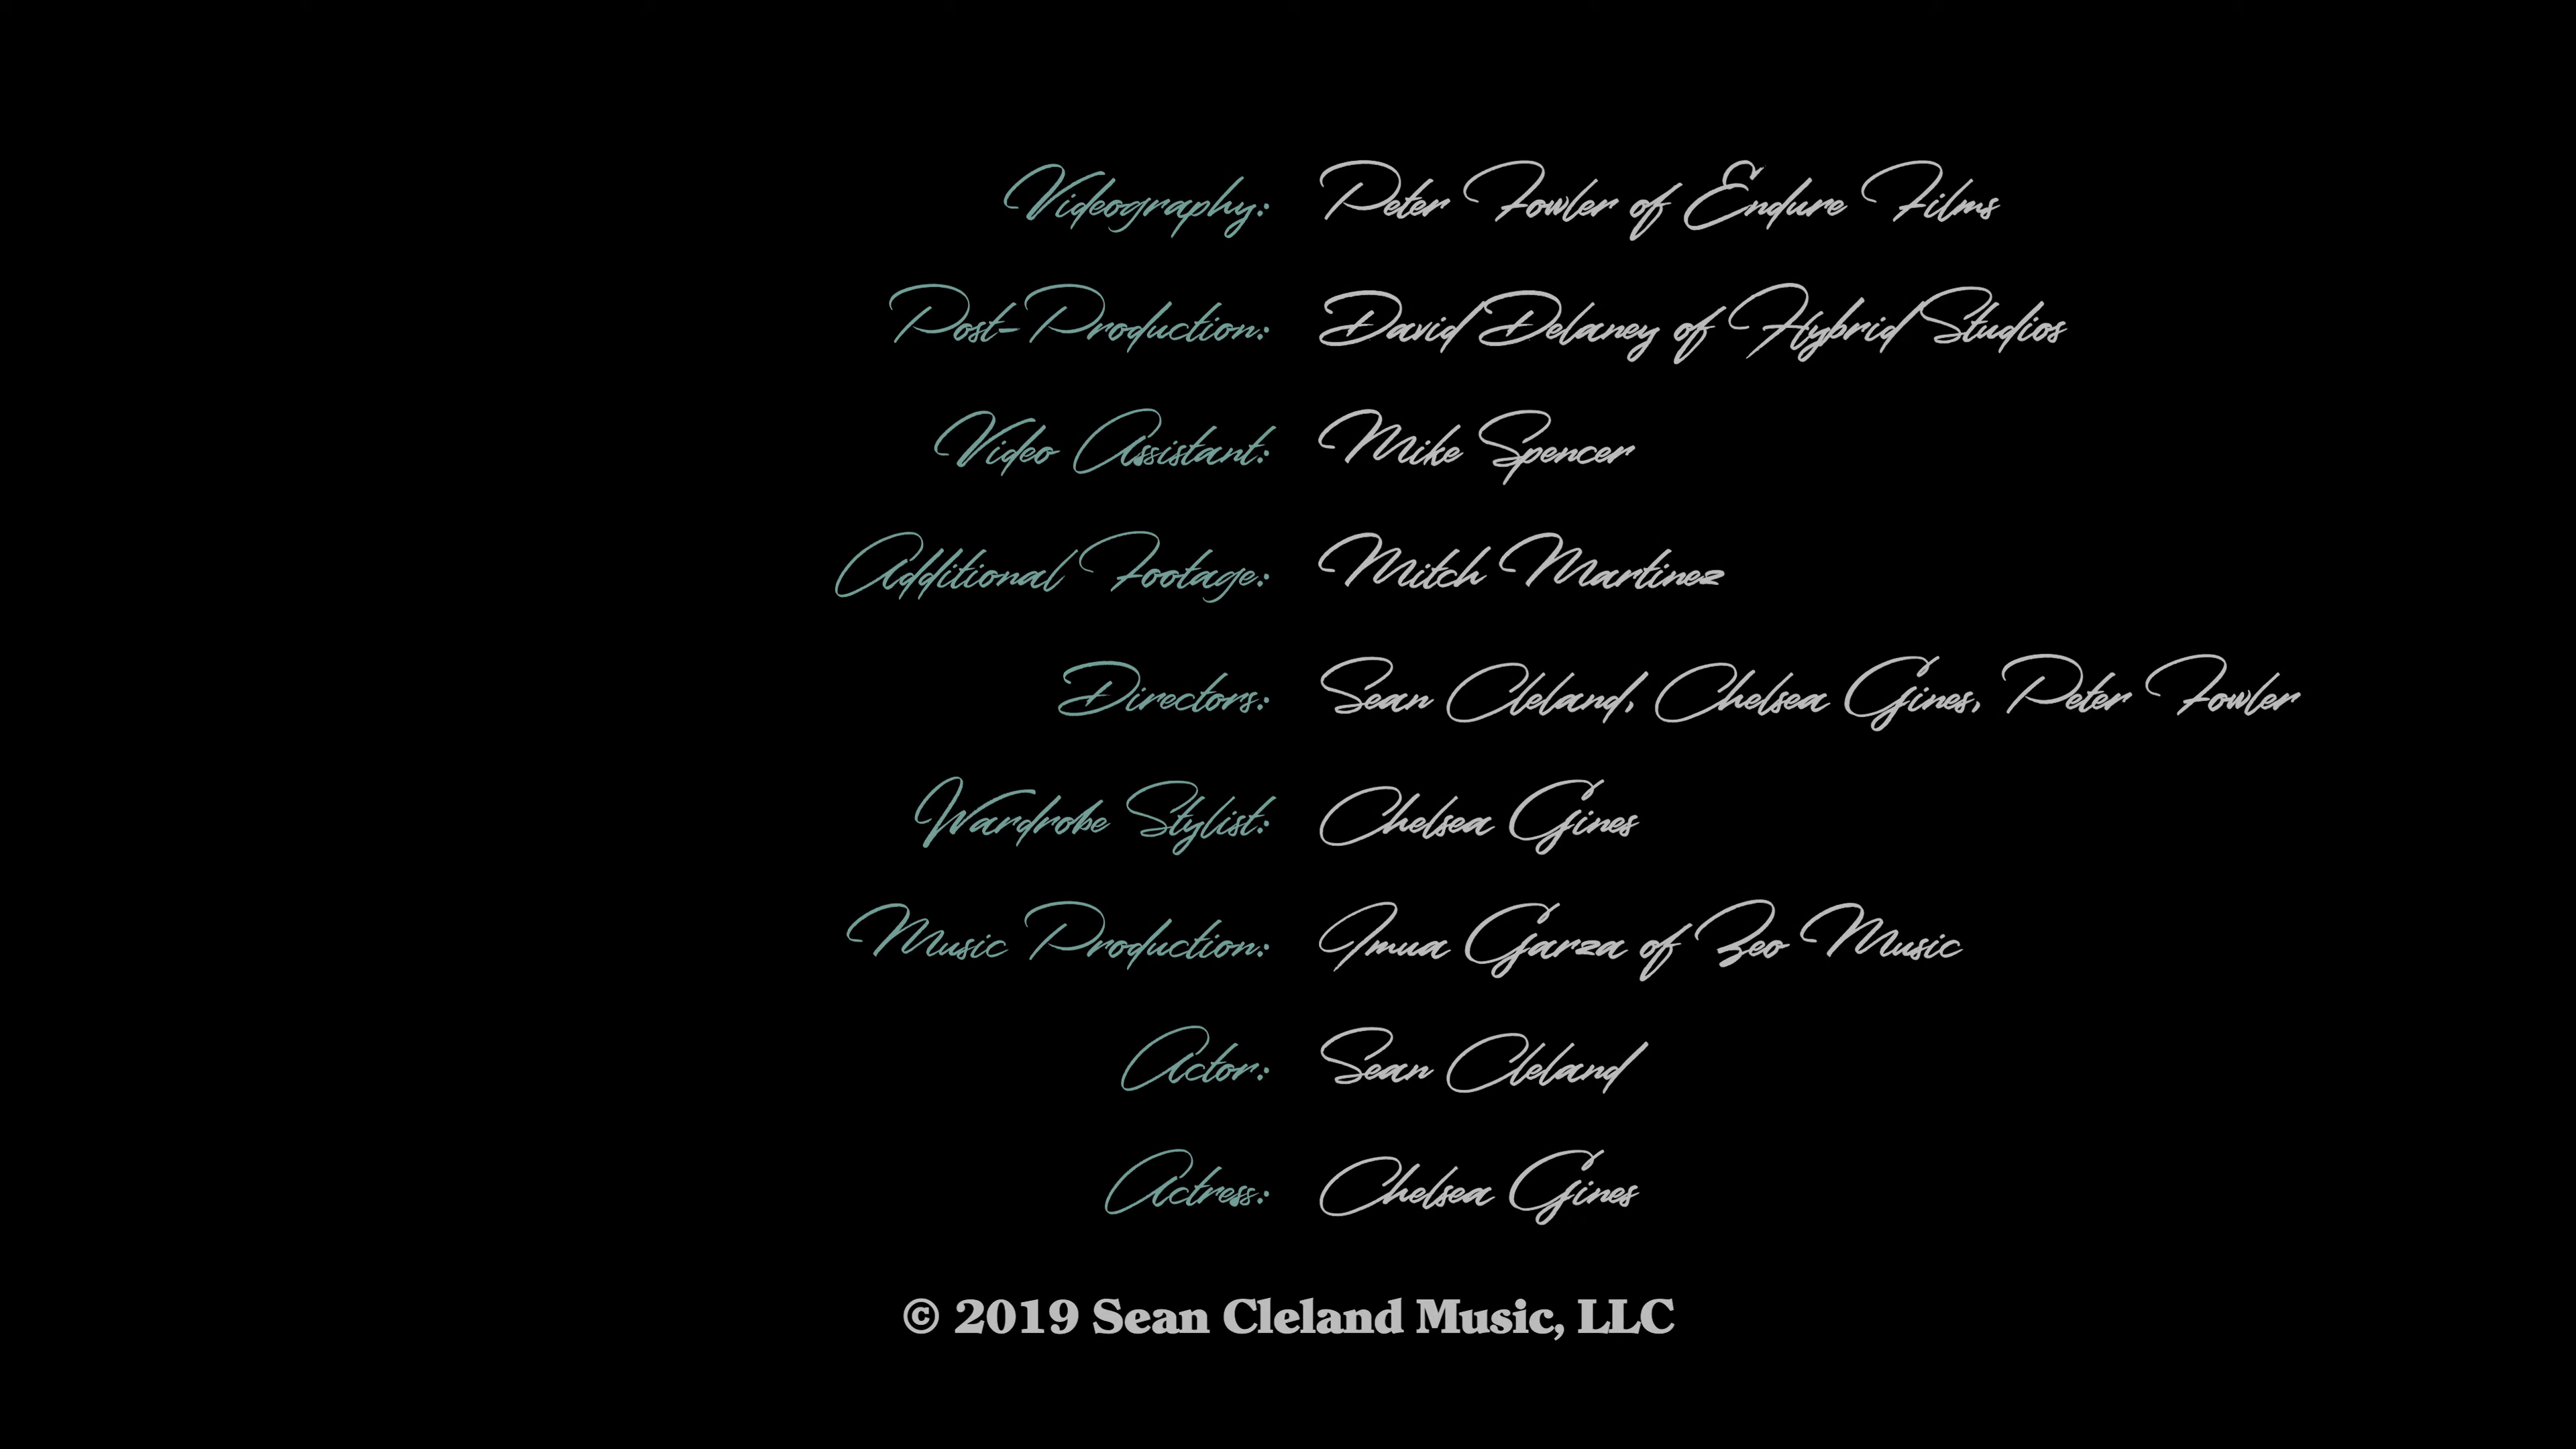 Videography: Peter Fowler of Endure Films
Post-Production: David Delaney of Hybrid Studios
Video Assistant: Mike Spencer
Additional Footage: Mitch Martinez
Directors: Sean Cleland, Chelsea Gines, Peter Fowler
Wardrobe Stylist: Chelsea Gines
Music Production: Imua Garza of Zeo Music
Actor: Sean Cleland
Actress: Chelsea Gines
© 2019 Sean Cleland Music, LLC